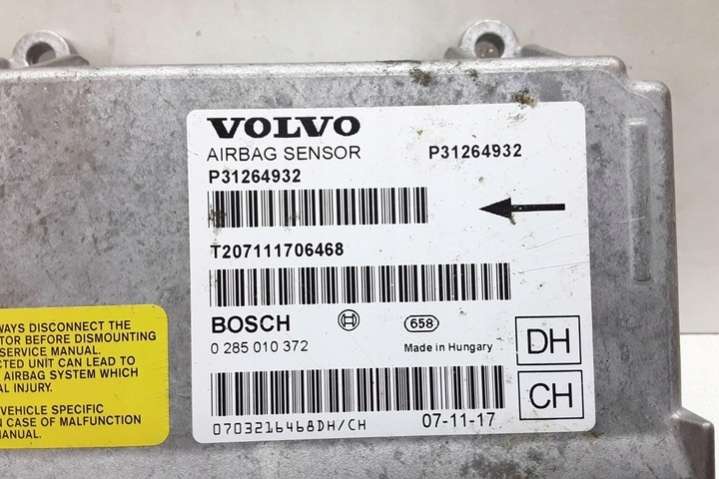 VOLVO
AIRBAG SENSOR P31264932
P31264932
T207111706468
BOSCH 658
0 285 010 372 Made in Hungary
DH
CH
0703216468DH/CH 07-11-17
WAYS DISCONNECT THE
TOR BEFORE DISMOUNTING
SERVICE MANUAL.
CTED UNIT CAN LEAD TO
AIRBAG SYSTEM WHICH
AL INJURY.
VEHICLE SPECIFIC
N CASE OF MALFUNCTION
MANUAL.